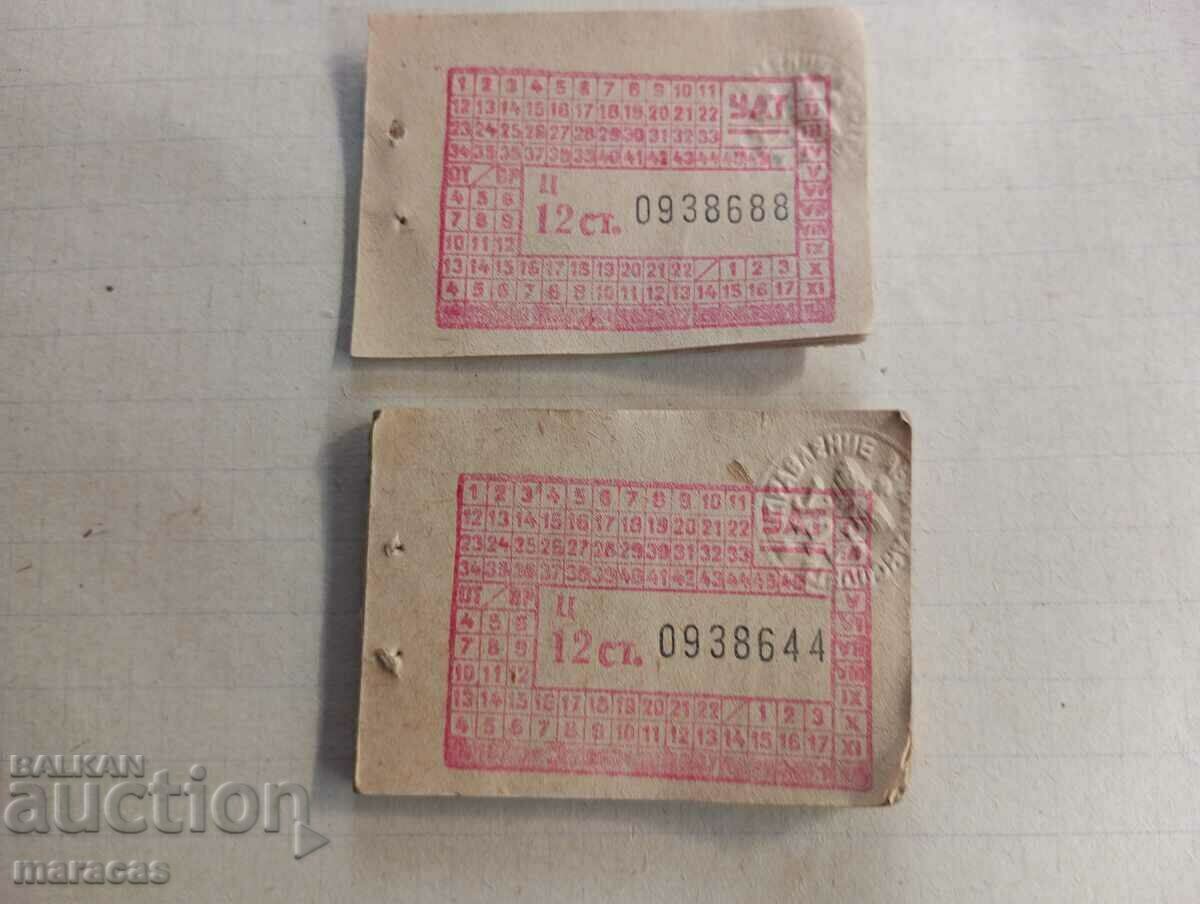 1 2 3 4 5 6 7 8 9 10 11
12 13 14 15 16 17 18 19 20 21 22 УАТ
23 24 25 26 27 28 29 30 31 32 33
34 35 36 37 38 39 40 41 42 43 44 45
ОТ / ВР Ц
4 5 6 12 ст. 0938688
7 8 9
10 11 12 IX
13 14 15 16 17 18 19 20 21 22 / 1 2 3 X
4 5 6 7 8 9 10 11 12 13 14 15 16 17 XI
УПРАВЛЕНИЕ
1 2 3 4 5 6 7 8 9 10 11
12 13 14 15 16 17 18 19 20 21 22 УАТ
23 24 25 26 27 28 29 30 31 32 33
34 35 36 37 38 39 40 41 42 43 44 45 46
ОТ / ВР Ц
4 5 6 12 ст. 0938644
7 8 9
10 11 12 IX
13 14 15 16 17 18 19 20 21 22 / 1 2 3 X
4 5 6 7 8 9 10 11 12 13 14 15 16 17 XI
BALKAN
auction
maracas